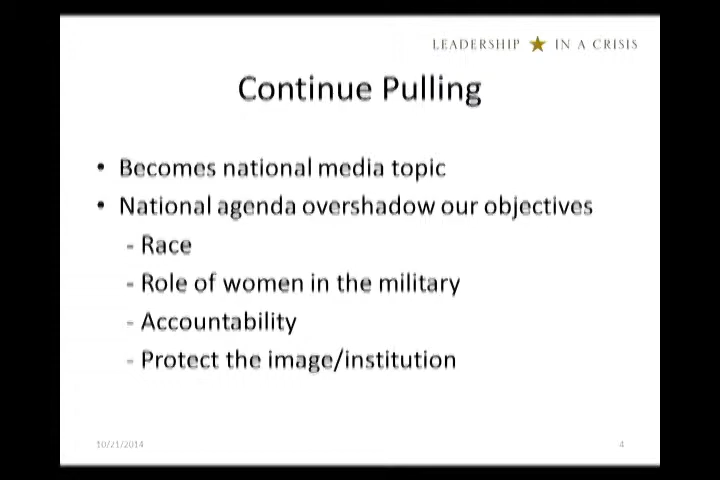 LEADERSHIP ★ IN A CRISIS
Continue Pulling
• Becomes national media topic
• National agenda overshadow our objectives
- Race
- Role of women in the military
- Accountability
- Protect the image/institution
10/21/2014 4